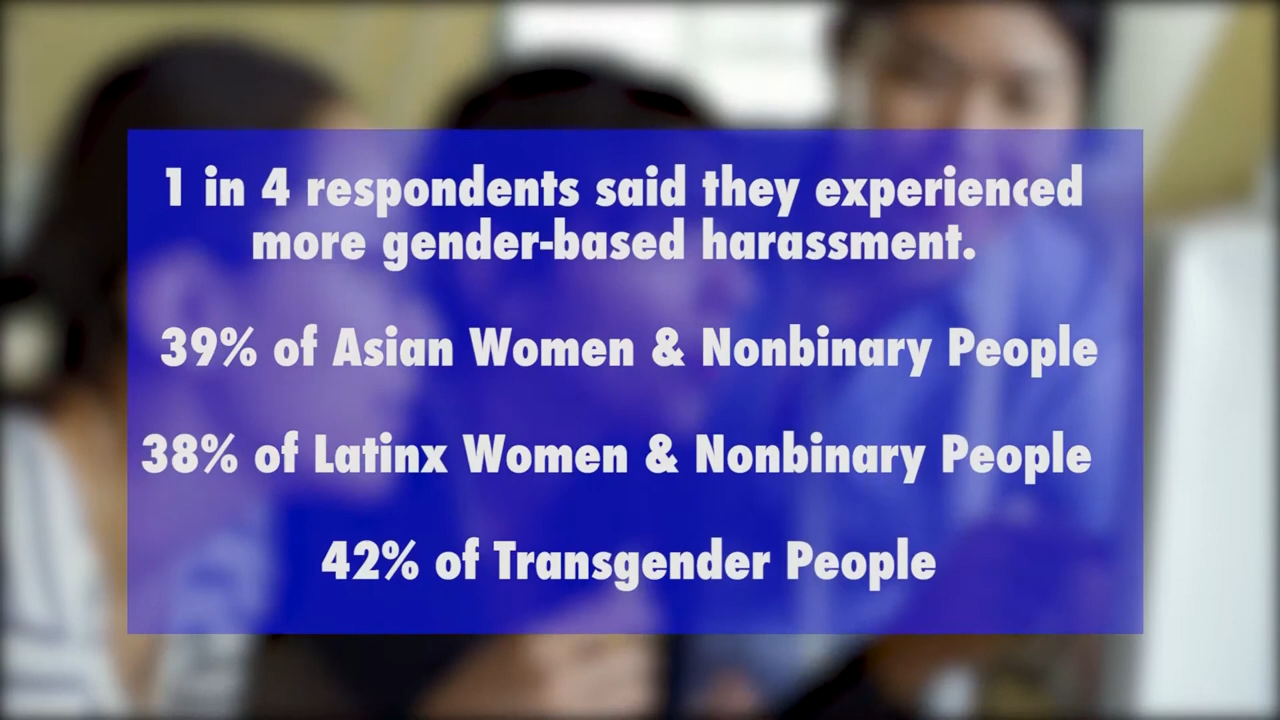 1 in 4 respondents said they experienced
more gender-based harassment.
39% of Asian Women & Nonbinary People
38% of Latinx Women & Nonbinary People
42% of Transgender People